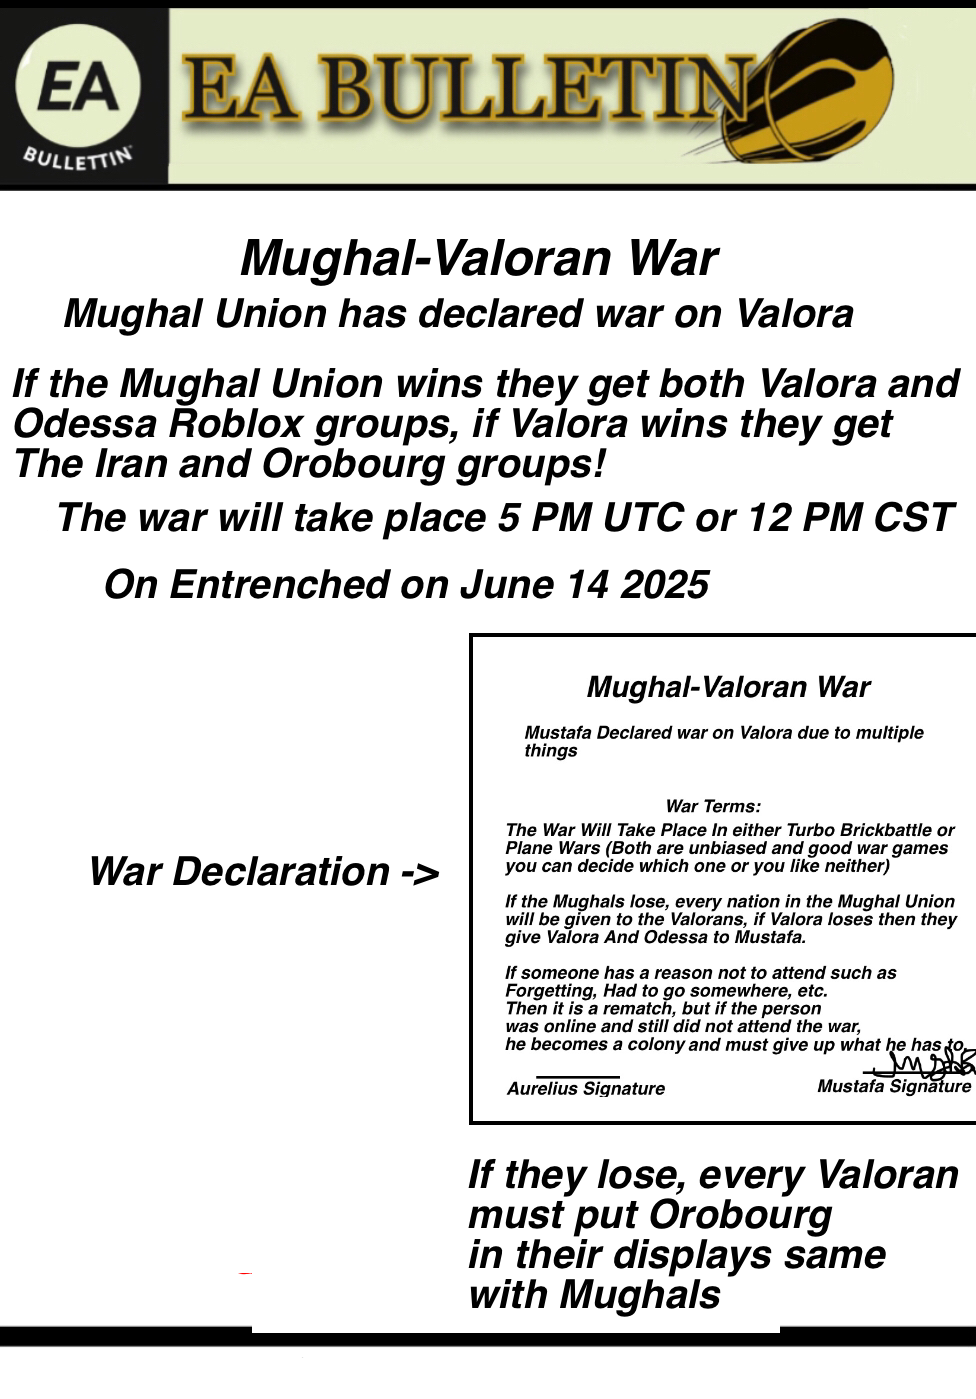 EA
BULLETTIN
EA BULLETIN
Mughal-Valoran War
Mughal Union has declared war on Valora
If the Mughal Union wins they get both Valora and
Odessa Roblox groups, if Valora wins they get
The Iran and Orobourg groups!
The war will take place 5 PM UTC or 12 PM CST
On Entrenched on June 14 2025
War Declaration ->
Mughal-Valoran War
Mustafa Declared war on Valora due to multiple
things
War Terms:
The War Will Take Place In either Turbo Brickbattle or
Plane Wars (Both are unbiased and good war games
you can decide which one or you like neither)
If the Mughals lose, every nation in the Mughal Union
will be given to the Valorans, if Valora loses then they
give Valora And Odessa to Mustafa.
If someone has a reason not to attend such as
Forgetting, Had to go somewhere, etc.
Then it is a rematch, but if the person
was online and still did not attend the war,
he becomes a colony and must give up what he has to.
Aurelius Signature
Mustafa Signature
If they lose, every Valoran
must put Orobourg
in their displays same
with Mughals